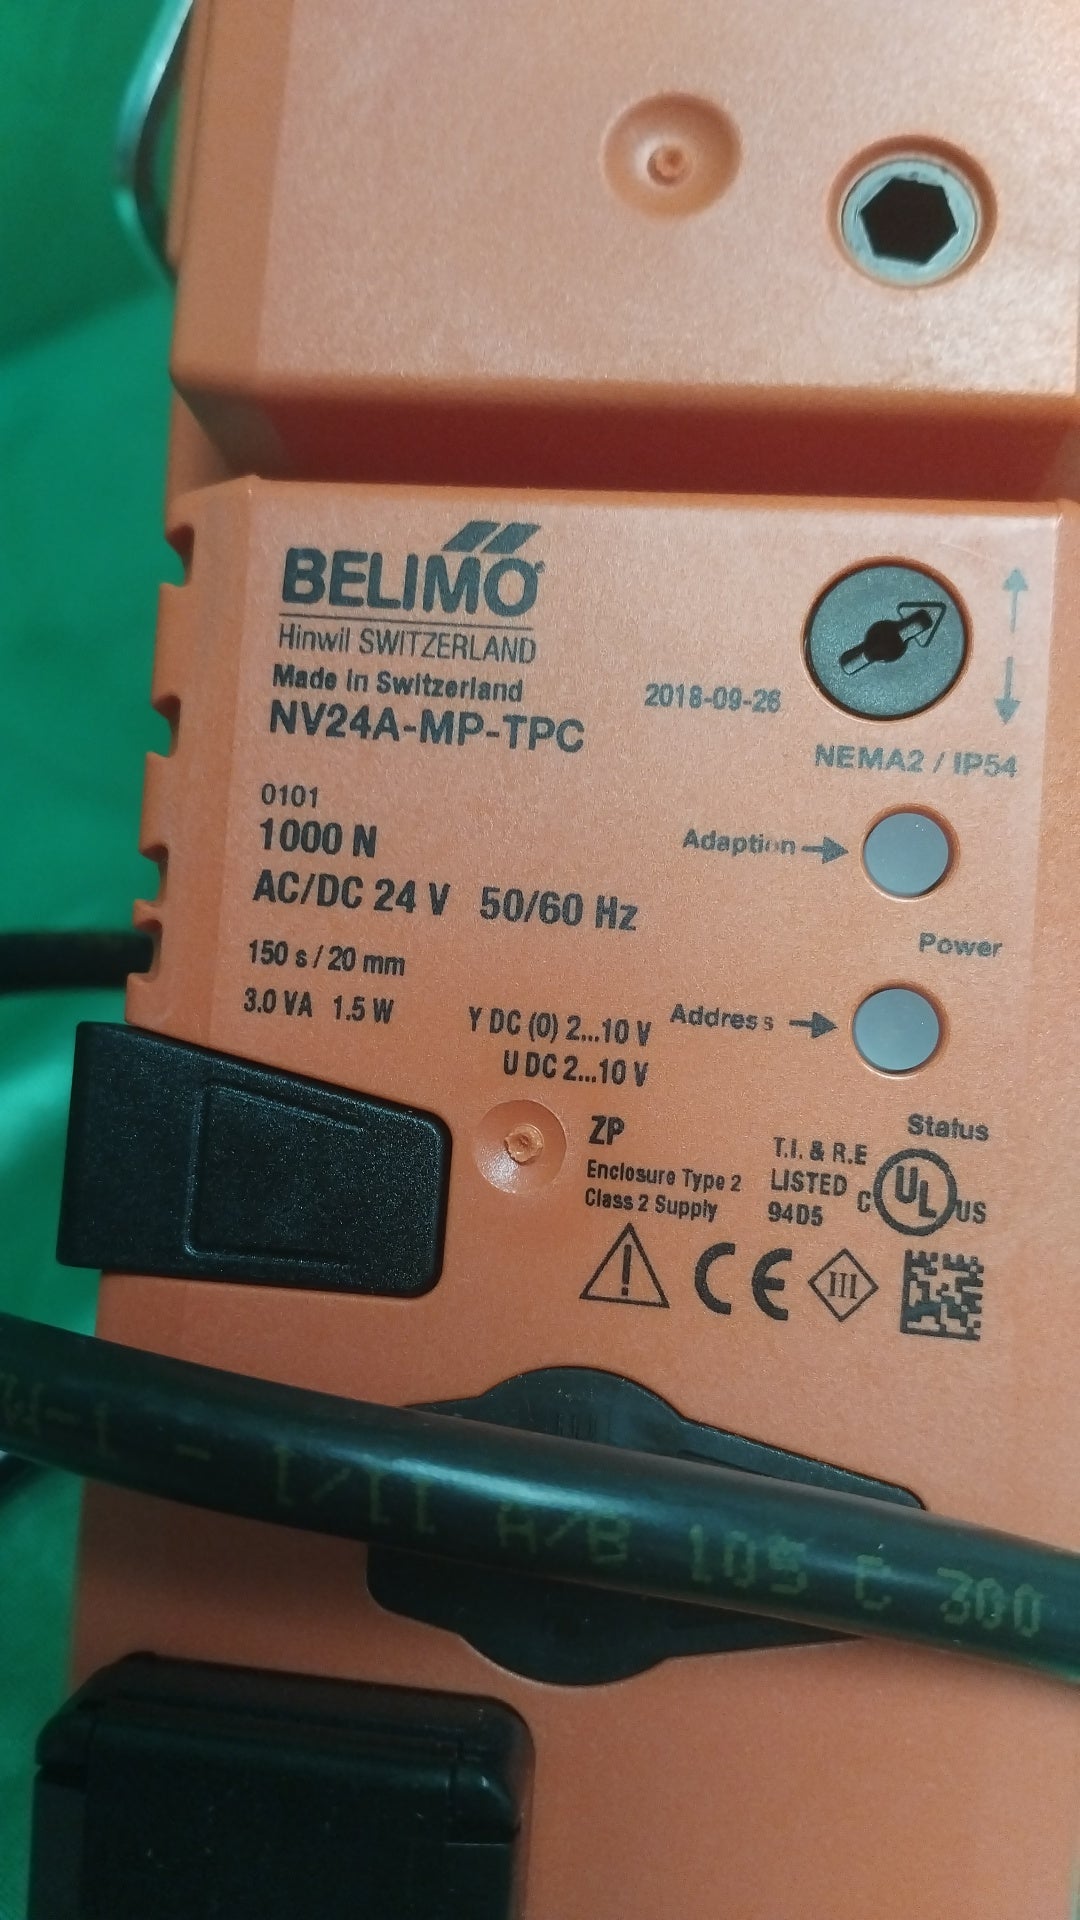 BELIMO
Hinwil SWITZERLAND
Made in Switzerland
NV24A-MP-TPC
2018-09-26
NEMA2 / IP54
0101
1000 N
AC/DC 24 V 50/60 Hz
150 s / 20 mm
3.0 VA 1.5 W
Adaption
Power
Address
Y DC (0) 2...10 V
U DC 2...10 V
Status
ZP
Enclosure Type 2
Class 2 Supply
T.I. & R.E
LISTED
94D5
C UL US
CE
III
I/II A/B 105 C 300